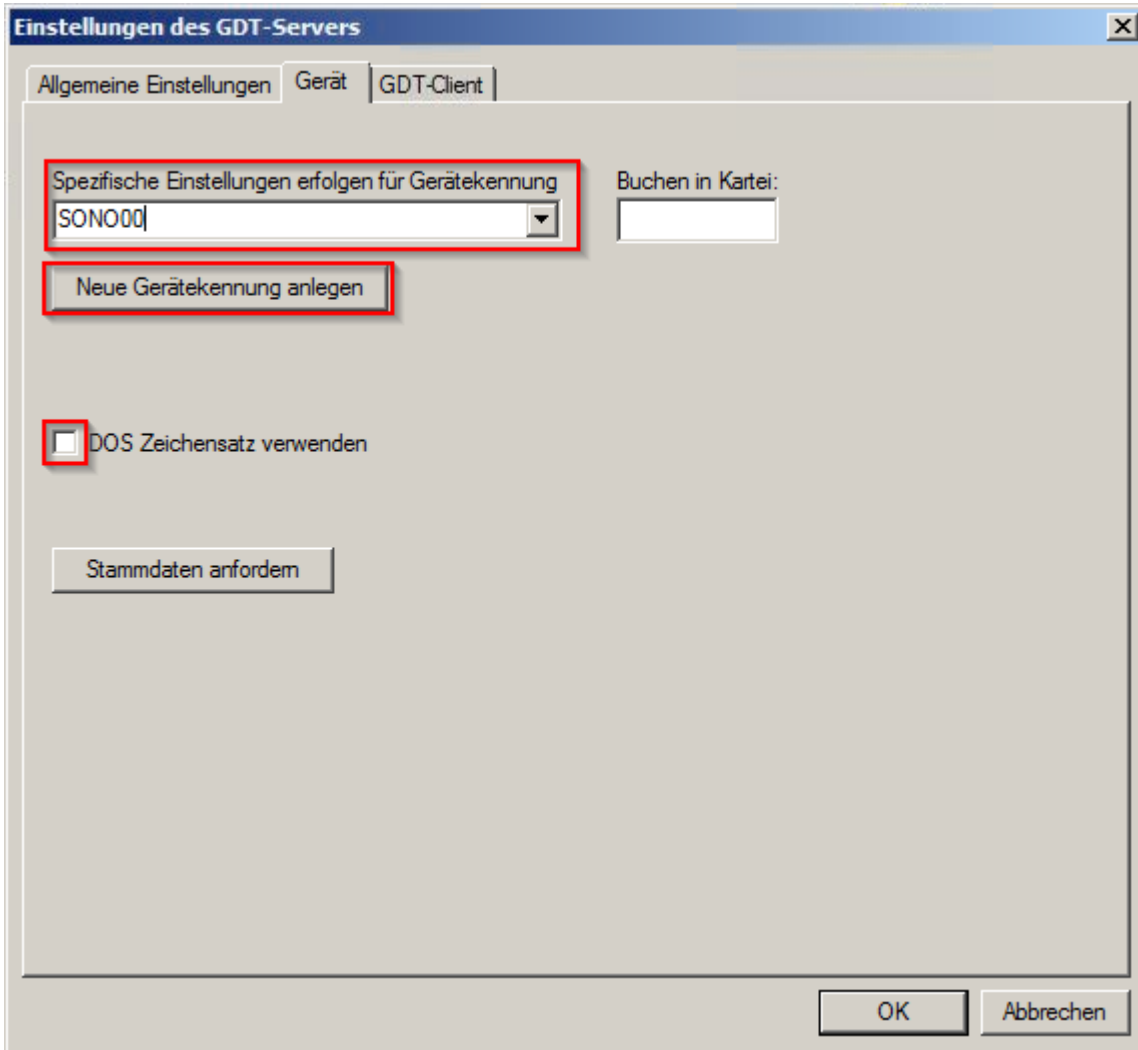 Einstellungen des GDT-Servers
Allgemeine Einstellungen Gerät GDT-Client
Spezifische Einstellungen erfolgen für Gerätekennung Buchen in Kartei:
SONO00
Neue Gerätekennung anlegen
DOS Zeichensatz verwenden
Stammdaten anfordern
OK Abbrechen